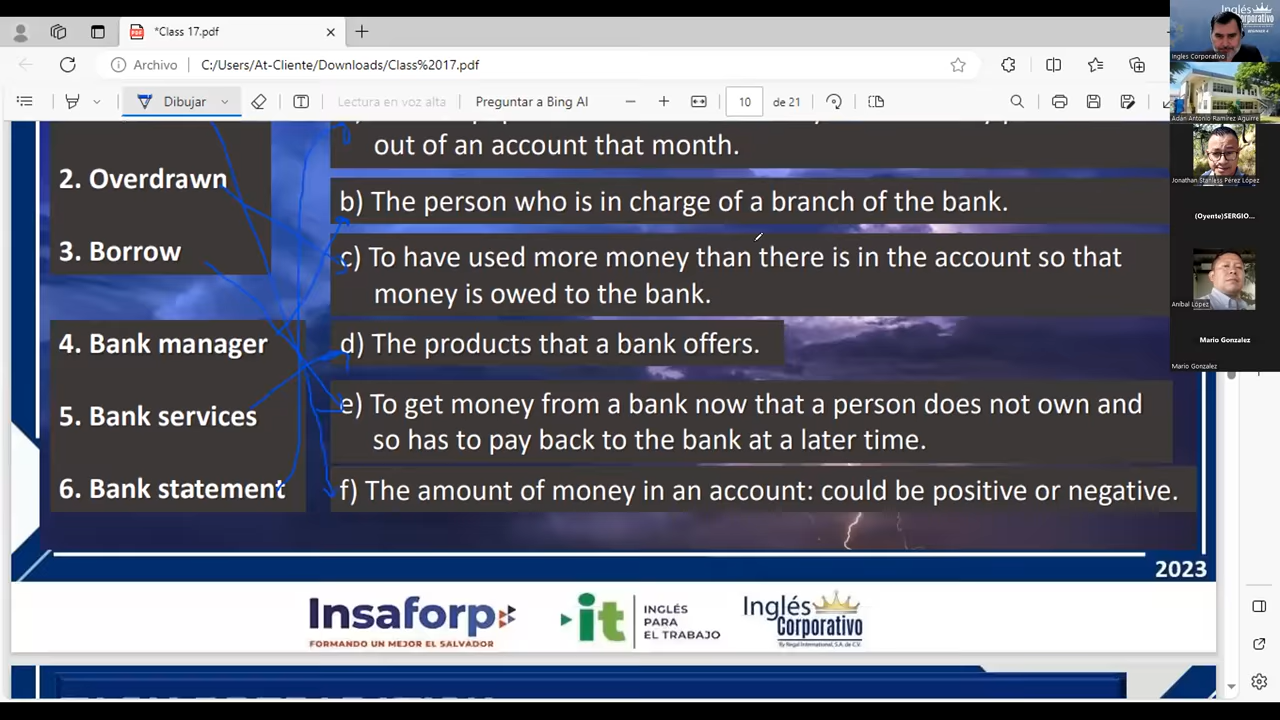 *Class 17.pdf
Archivo
C:/Users/At-Cliente/Downloads/Class%2017.pdf
Dibujar
Lectura en voz alta
Preguntar a Bing AI
10
de 21
out of an account that month.
2. Overdrawn
b) The person who is in charge of a branch of the bank.
3. Borrow
c) To have used more money than there is in the account so that
money is owed to the bank.
4. Bank manager
d) The products that a bank offers.
5. Bank services
e) To get money from a bank now that a person does not own and
so has to pay back to the bank at a later time.
6. Bank statement
f) The amount of money in an account: could be positive or negative.
2023
Insaforp
FORMANDO UN MEJOR EL SALVADOR
it
INGLÉS
PARA
EL TRABAJO
Inglés
Corporativo
By Regal International, S.A. de C.V.
Inglés
Corporativo
Ingles Corporativo
Adán Antonio Ramírez Aguirre
Jonathan Stanless Pérez López
(Oyente)SERGIO...
Aníbal López
Mario Gonzalez
Mario Gonzalez